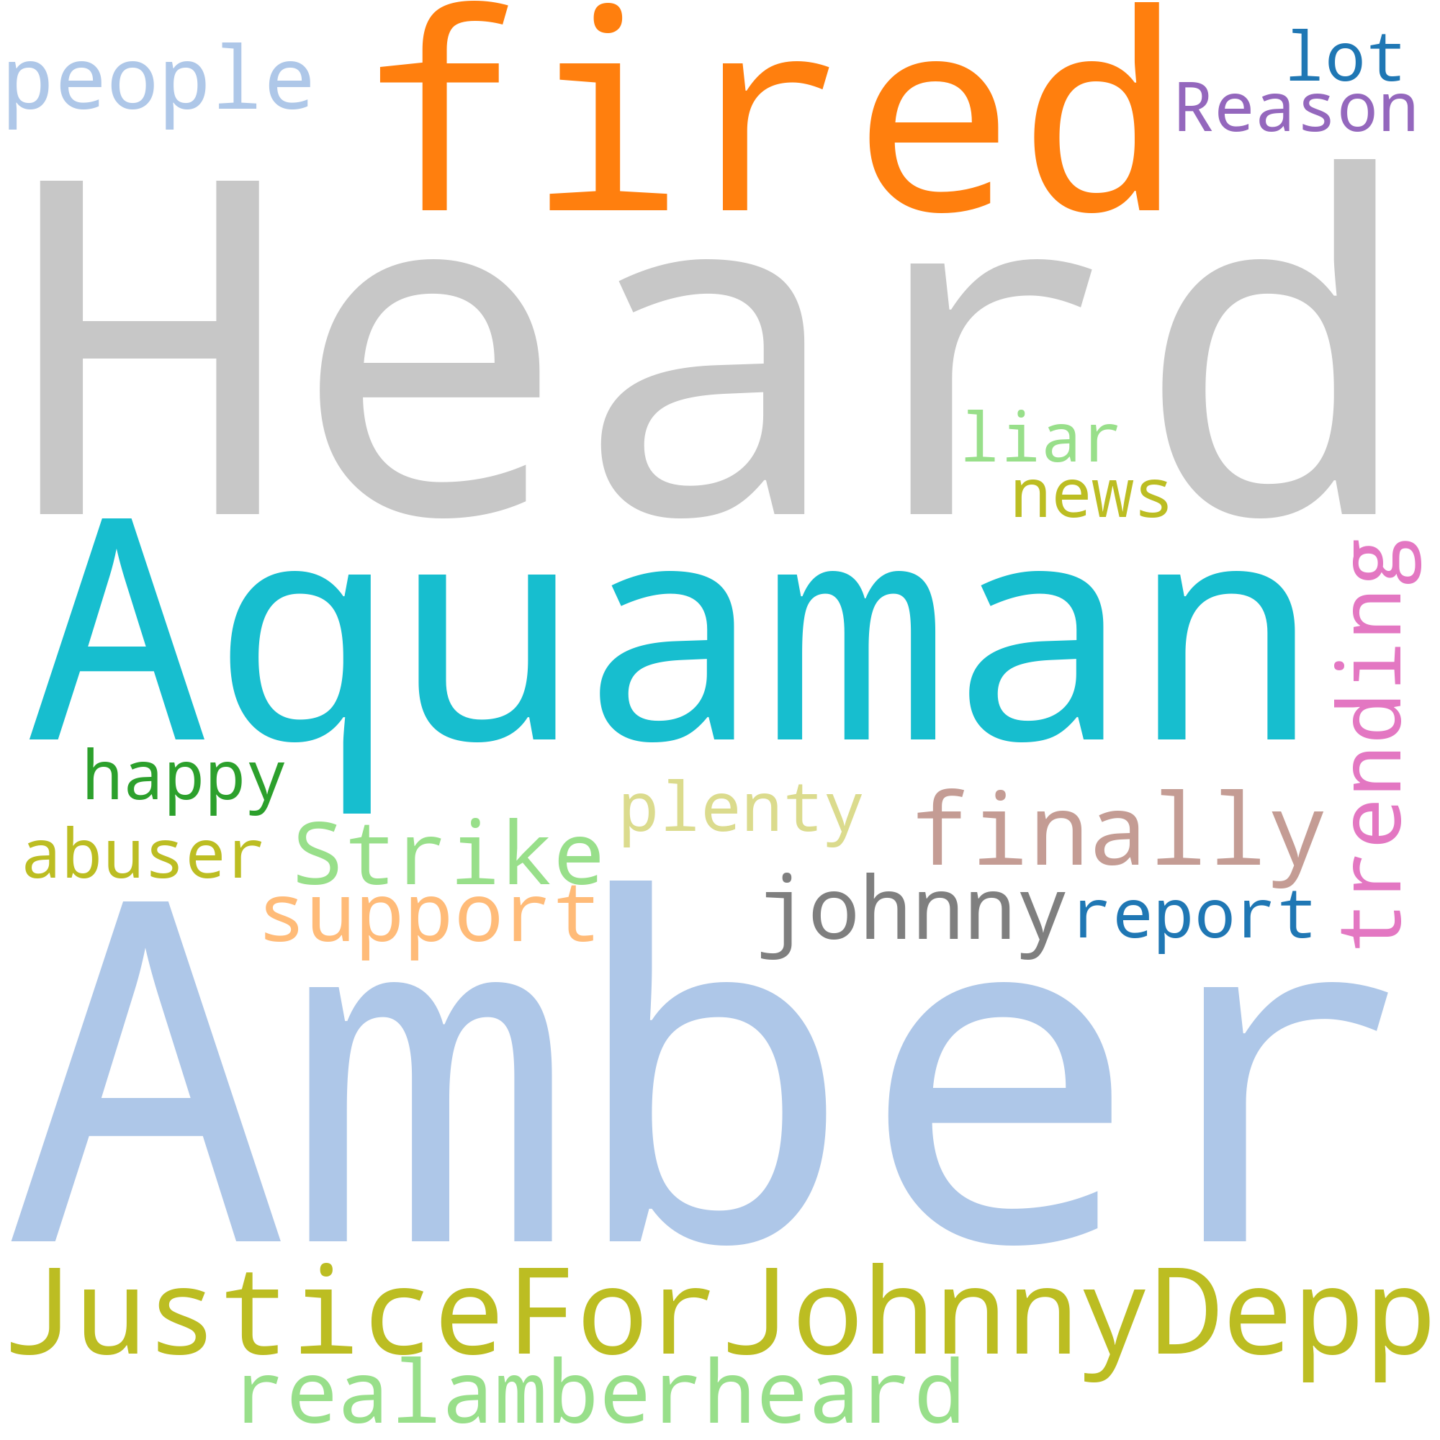 people
fired
lot
Reason
Heard
liar
news
Aquaman
trending
happy
plenty
finally
abuser
Strike
support
johnny
report
Amber
JusticeForJohnnyDepp
realamberheard